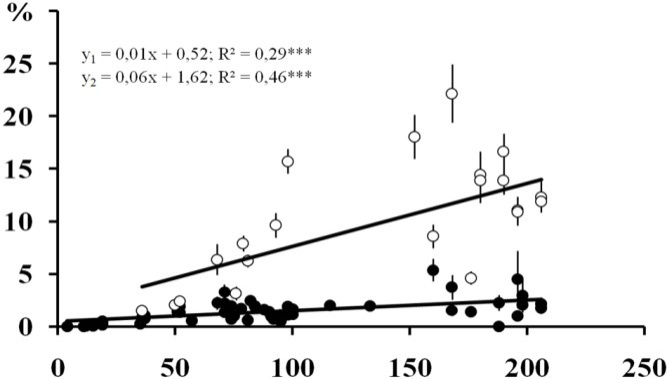 %
y₁ = 0,01x + 0,52; R² = 0,29***
y₂ = 0,06x + 1,62; R² = 0,46***
25
20
15
10
5
0
0 50 100 150 200 250